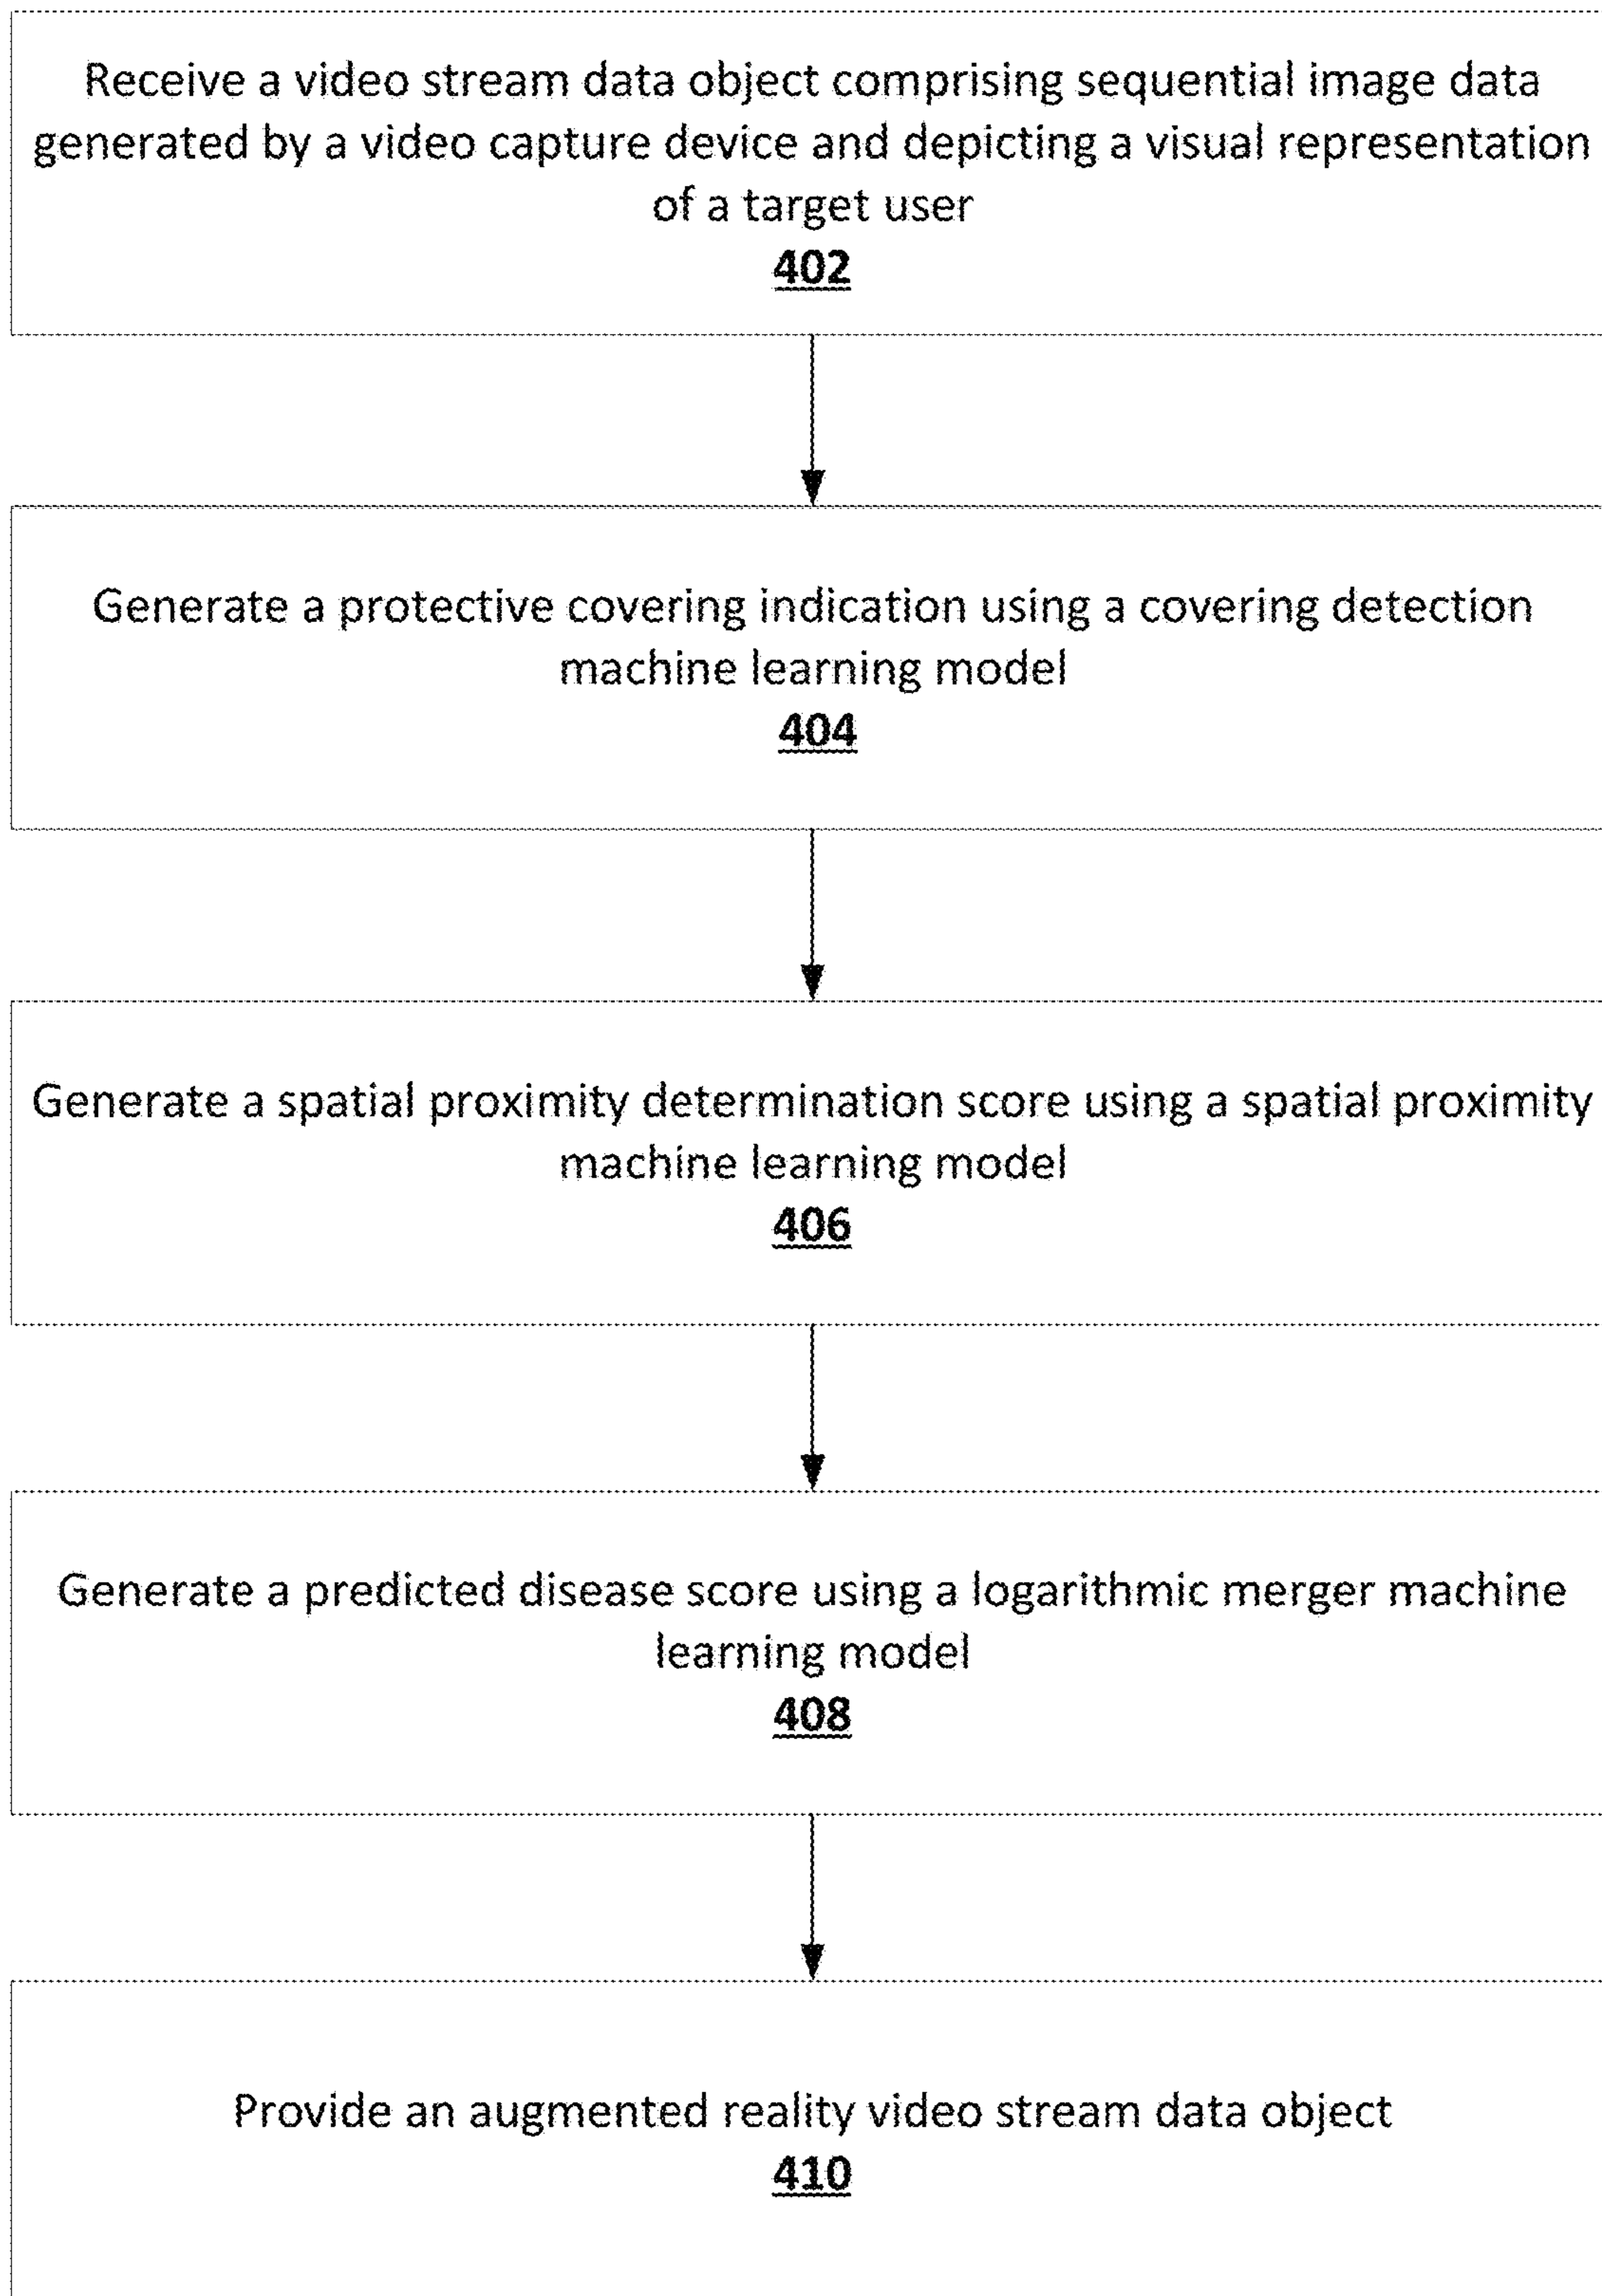 Receive a video stream data object comprising sequential image data
generated by a video capture device and depicting a visual representation
of a target user
402
Generate a protective covering indication using a covering detection
machine learning model
404
Generate a spatial proximity determination score using a spatial proximity
machine learning model
406
Generate a predicted disease score using a logarithmic merger machine
learning model
408
Provide an augmented reality video stream data object
410